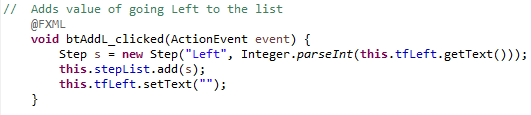 //  Adds value of going Left to the list
@FXML
void btAddL_clicked(ActionEvent event) {
Step s = new Step("Left", Integer.parseInt(this.tfLeft.getText()));
this.stepList.add(s);
this.tfLeft.setText("");
}